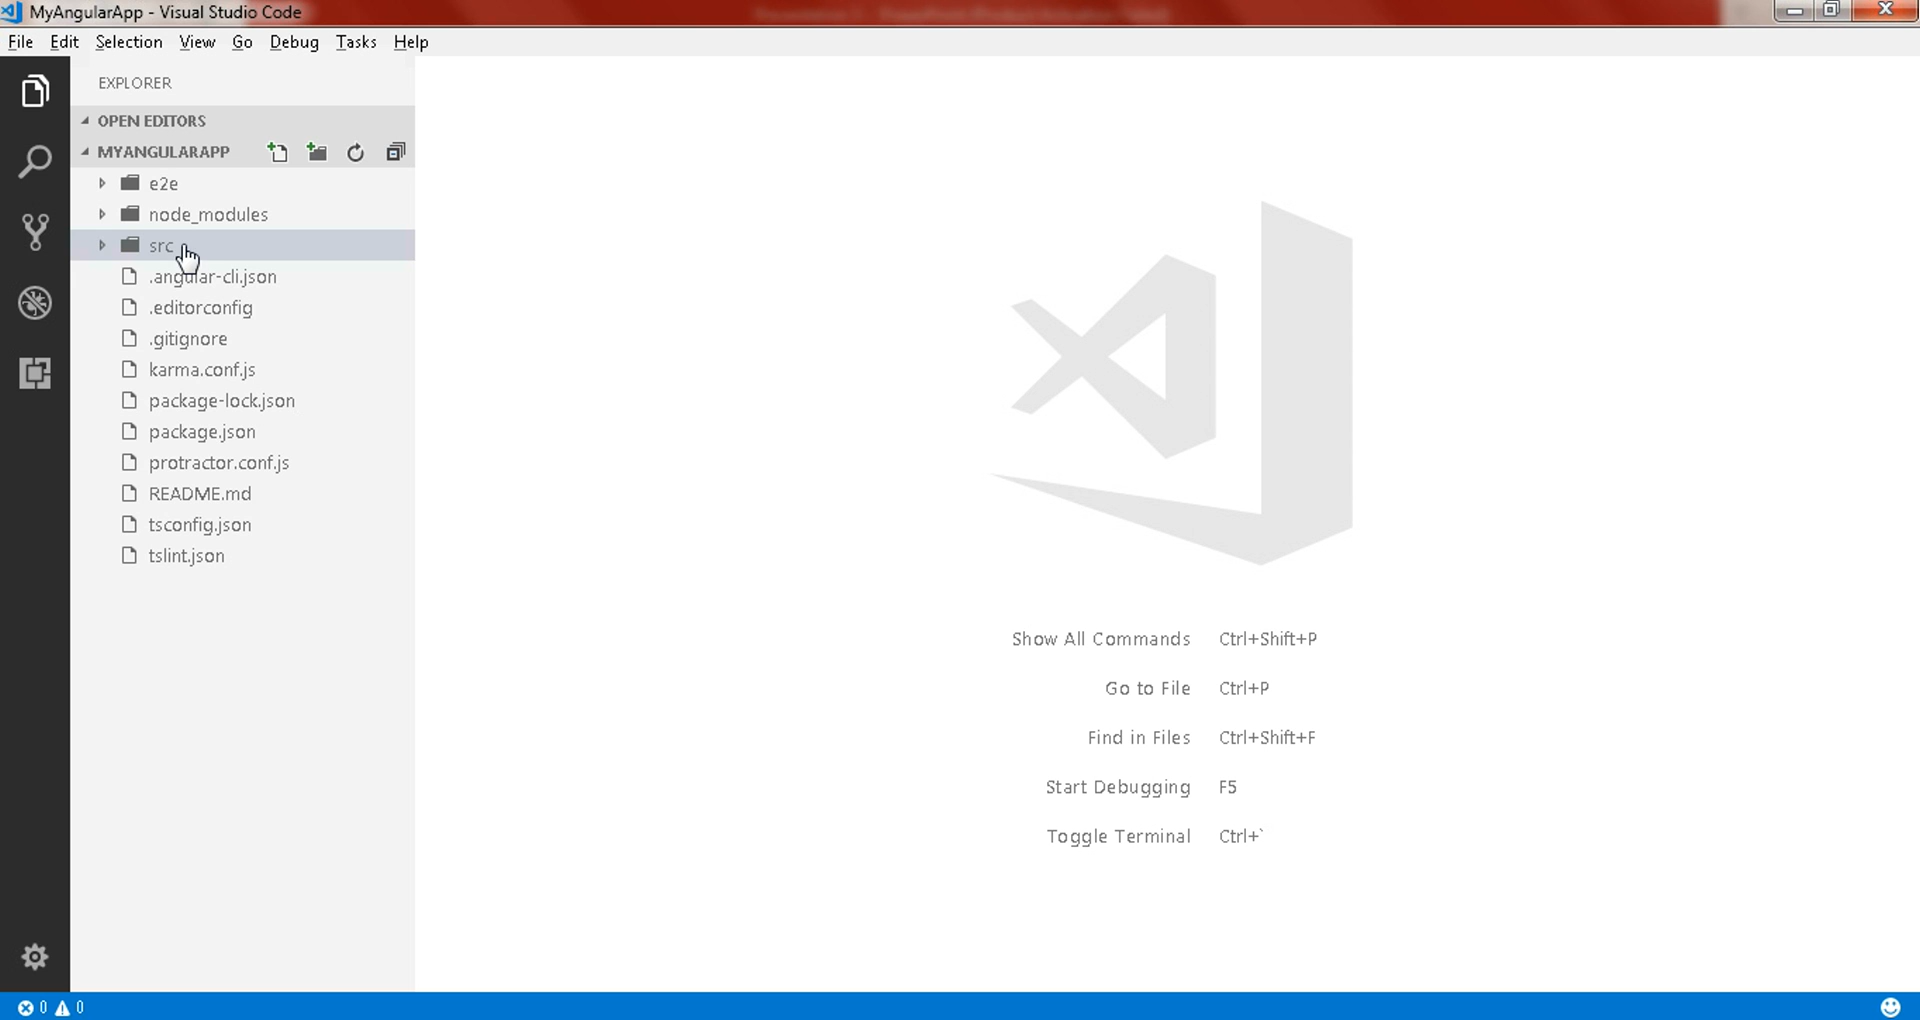 MyAngularApp - Visual Studio Code
File Edit Selection View Go Debug Tasks Help
EXPLORER
OPEN EDITORS
MYANGULARAPP
e2e
node_modules
src
.angular-cli.json
.editorconfig
.gitignore
karma.conf.js
package-lock.json
package.json
protractor.conf.js
README.md
tsconfig.json
tslint.json
Show All Commands Ctrl+Shift+P
Go to File Ctrl+P
Find in Files Ctrl+Shift+F
Start Debugging F5
Toggle Terminal Ctrl+`
0 0